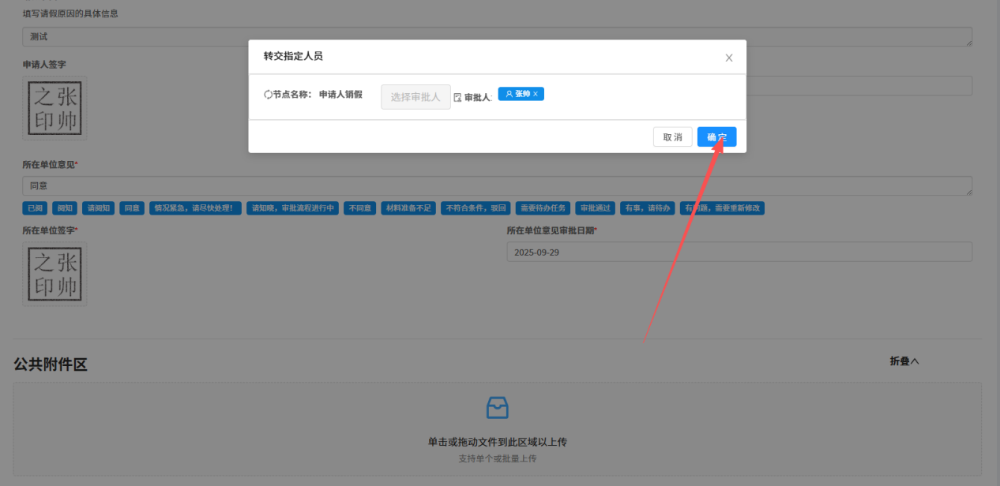 填写请假原因的具体信息
测试
转交指定人员
申请人签字
节点名称： 申请人销假 选择审批人 审批人: 张帅 ×
之张
印帅
取 消 确 定
所在单位意见*
同意
已阅 阅知 请阅知 同意 情况紧急，请尽快处理！ 请知晓，审批流程进行中 不同意 材料准备不足 不符合条件，驳回 需要待办任务 审批通过 有事，请待办 有问题，需要重新修改
所在单位签字* 所在单位意见审批日期*
2025-09-29
之张
印帅
公共附件区 折叠
单击或拖动文件到此区域以上传
支持单个或批量上传